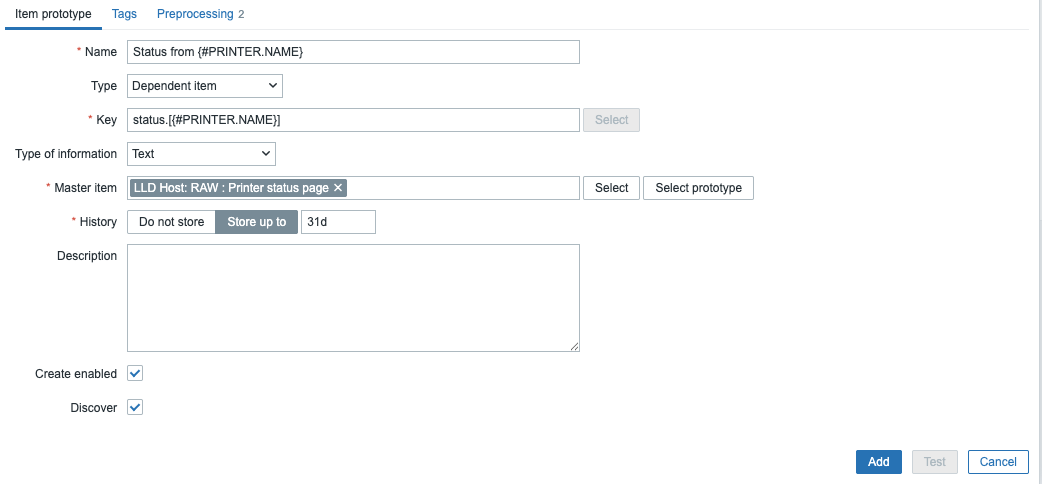 Item prototype Tags Preprocessing 2
* Name Status from {#PRINTER.NAME}
Type Dependent item
* Key status.[{#PRINTER.NAME}] Select
Type of information Text
* Master item LLD Host: RAW : Printer status page × Select Select prototype
* History Do not store Store up to 31d
Description
Create enabled
Discover
Add Test Cancel